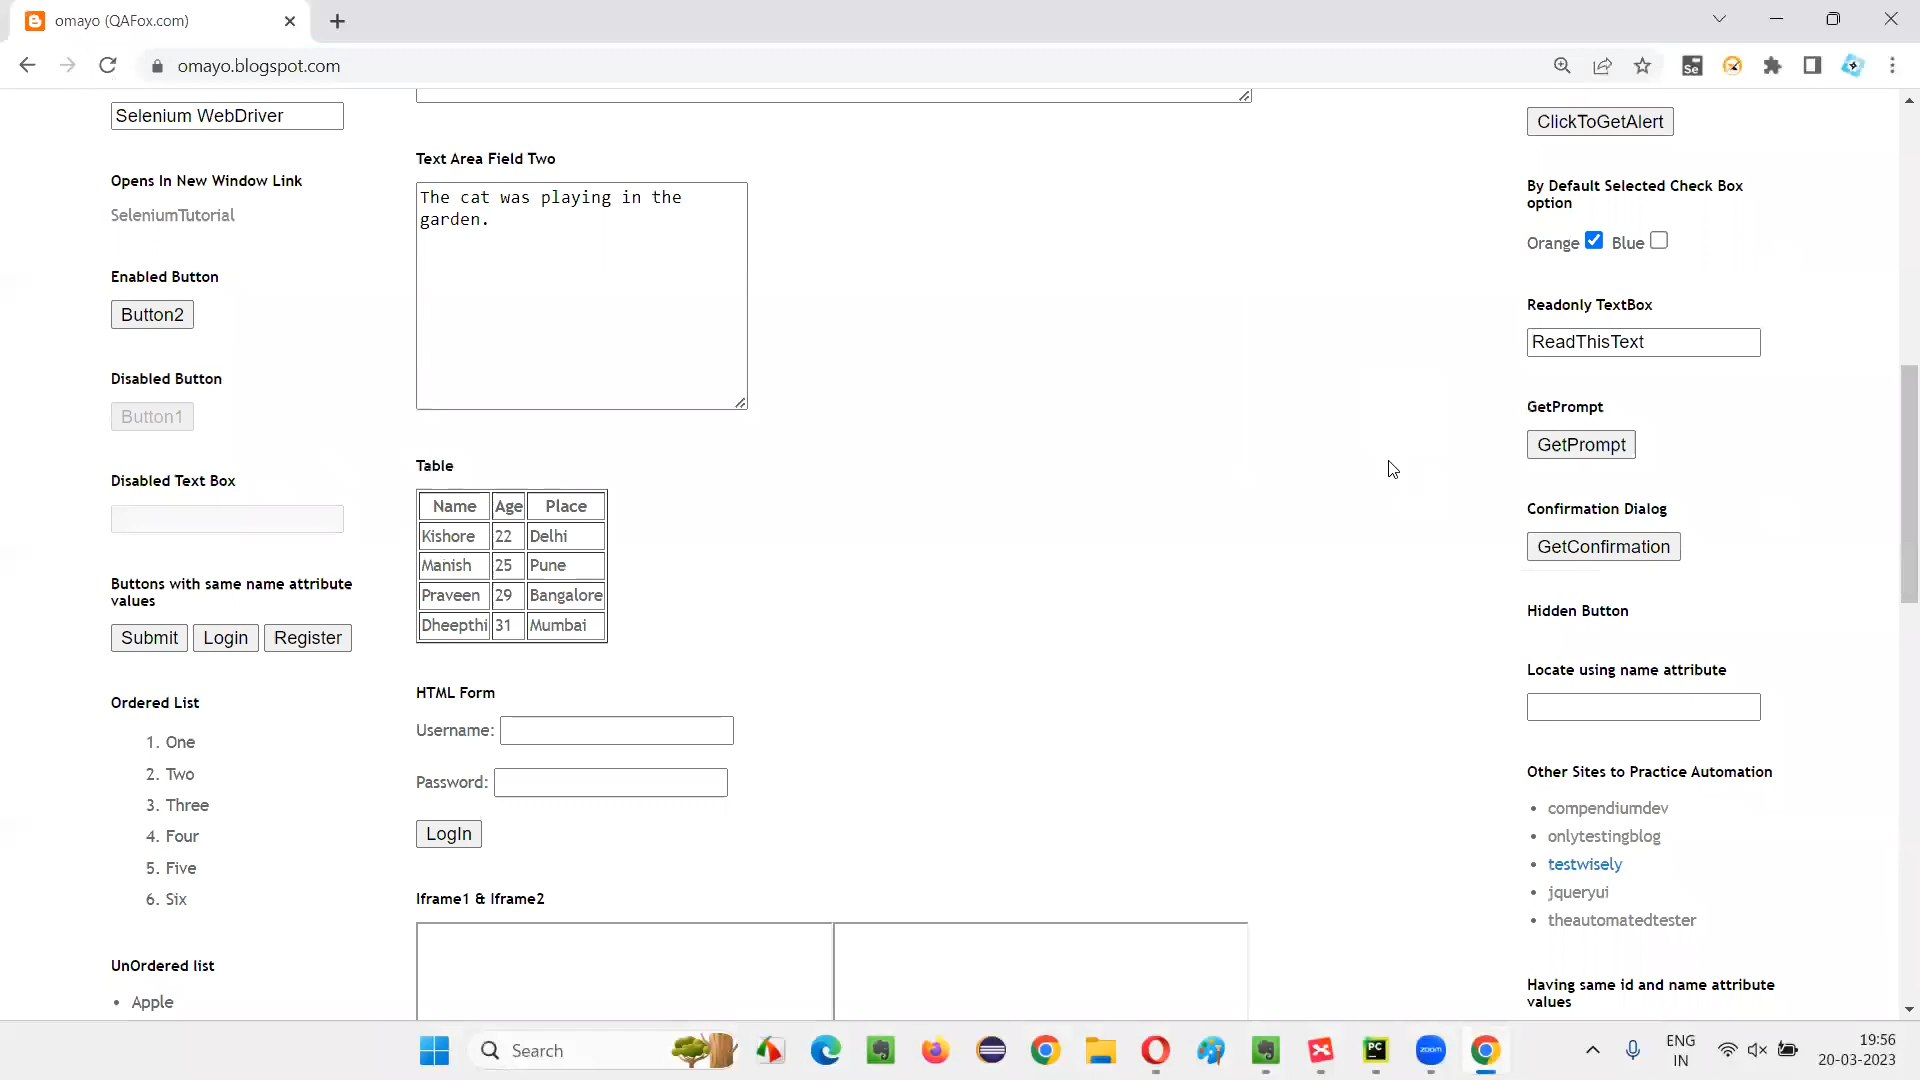 omayo (QAFox.com)
omayo.blogspot.com
Selenium WebDriver
Opens In New Window Link
SeleniumTutorial
Enabled Button
Button2
Disabled Button
Button1
Disabled Text Box
Buttons with same name attribute
values
Submit Login Register
Ordered List
1. One
2. Two
3. Three
4. Four
5. Five
6. Six
UnOrdered list
• Apple
Text Area Field Two
The cat was playing in the
garden.
Table
Name Age Place
Kishore 22 Delhi
Manish 25 Pune
Praveen 29 Bangalore
Dheepthi 31 Mumbai
HTML Form
Username:
Password:
LogIn
Iframe1 & Iframe2
ClickToGetAlert
By Default Selected Check Box
option
Orange Blue
Readonly TextBox
ReadThisText
GetPrompt
GetPrompt
Confirmation Dialog
GetConfirmation
Hidden Button
Locate using name attribute
Other Sites to Practice Automation
• compendiumdev
• onlytestingblog
• testwisely
• jqueryui
• theautomatedtester
Having same id and name attribute
values
Se
Search
PC
zoom
ENG
IN
19:56
20-03-2023